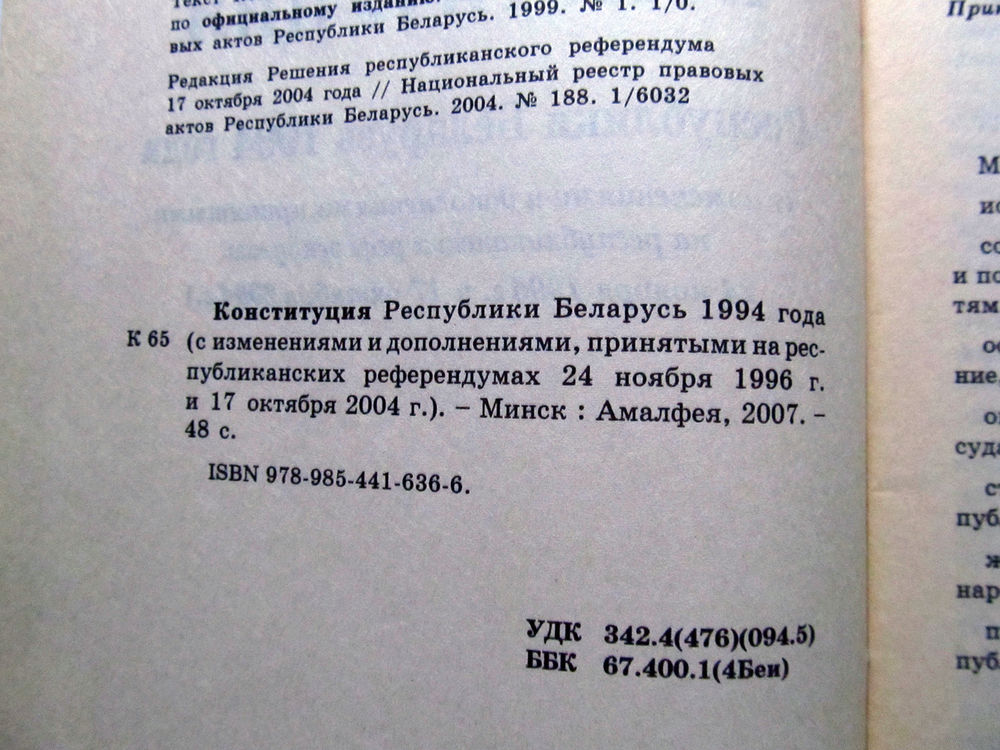 по официальному изданию.
вых актов Республики Беларусь. 1999. № 1. 1/0.
Редакция Решения республиканского референдума
17 октября 2004 года // Национальный реестр правовых
актов Республики Беларусь. 2004. № 188. 1/6032
Конституция Республики Беларусь 1994 года
К 65 (с изменениями и дополнениями, принятыми на рес-
публиканских референдумах 24 ноября 1996 г.
и 17 октября 2004 г.). – Минск : Амалфея, 2007. –
48 с.
ISBN 978-985-441-636-6.
УДК 342.4(476)(094.5)
ББК 67.400.1(4Беи)
Прин
М
ис
со
и по
тям
ос
ние,
суда
ст
пуб
ж
нар
п
пуб